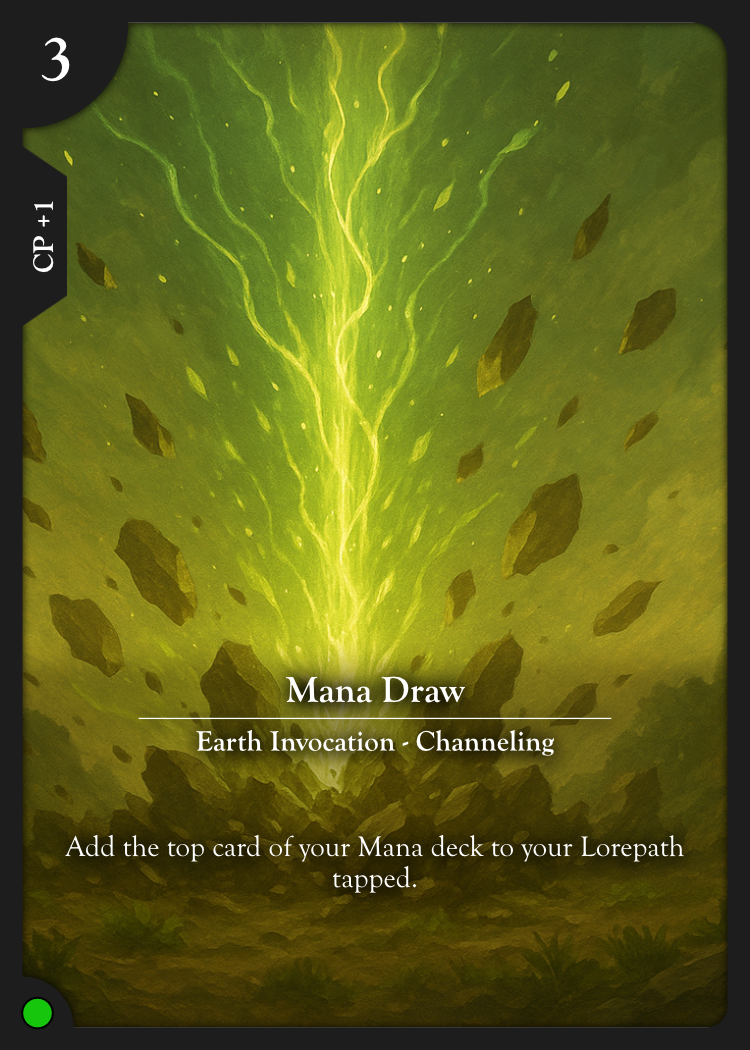 3
CP +1
Mana Draw
Earth Invocation - Channeling
Add the top card of your Mana deck to your Lorepath
tapped.